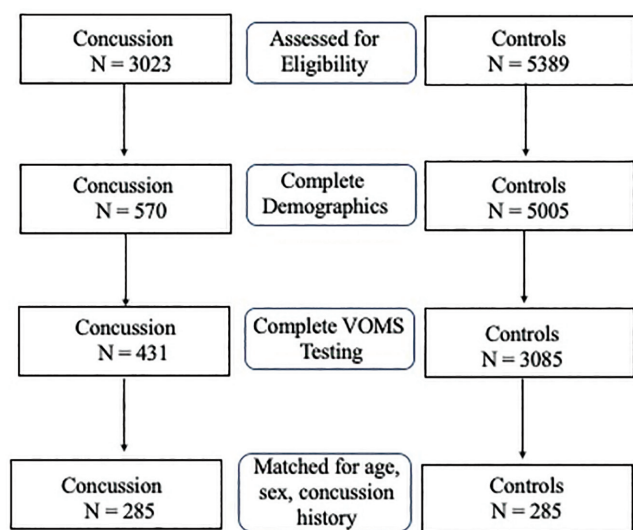 Concussion
N = 3023
Assessed for
Eligibility
Controls
N = 5389
Concussion
N = 570
Complete
Demographics
Controls
N = 5005
Concussion
N = 431
Complete VOMS
Testing
Controls
N = 3085
Concussion
N = 285
Matched for age,
sex, concussion
history
Controls
N = 285